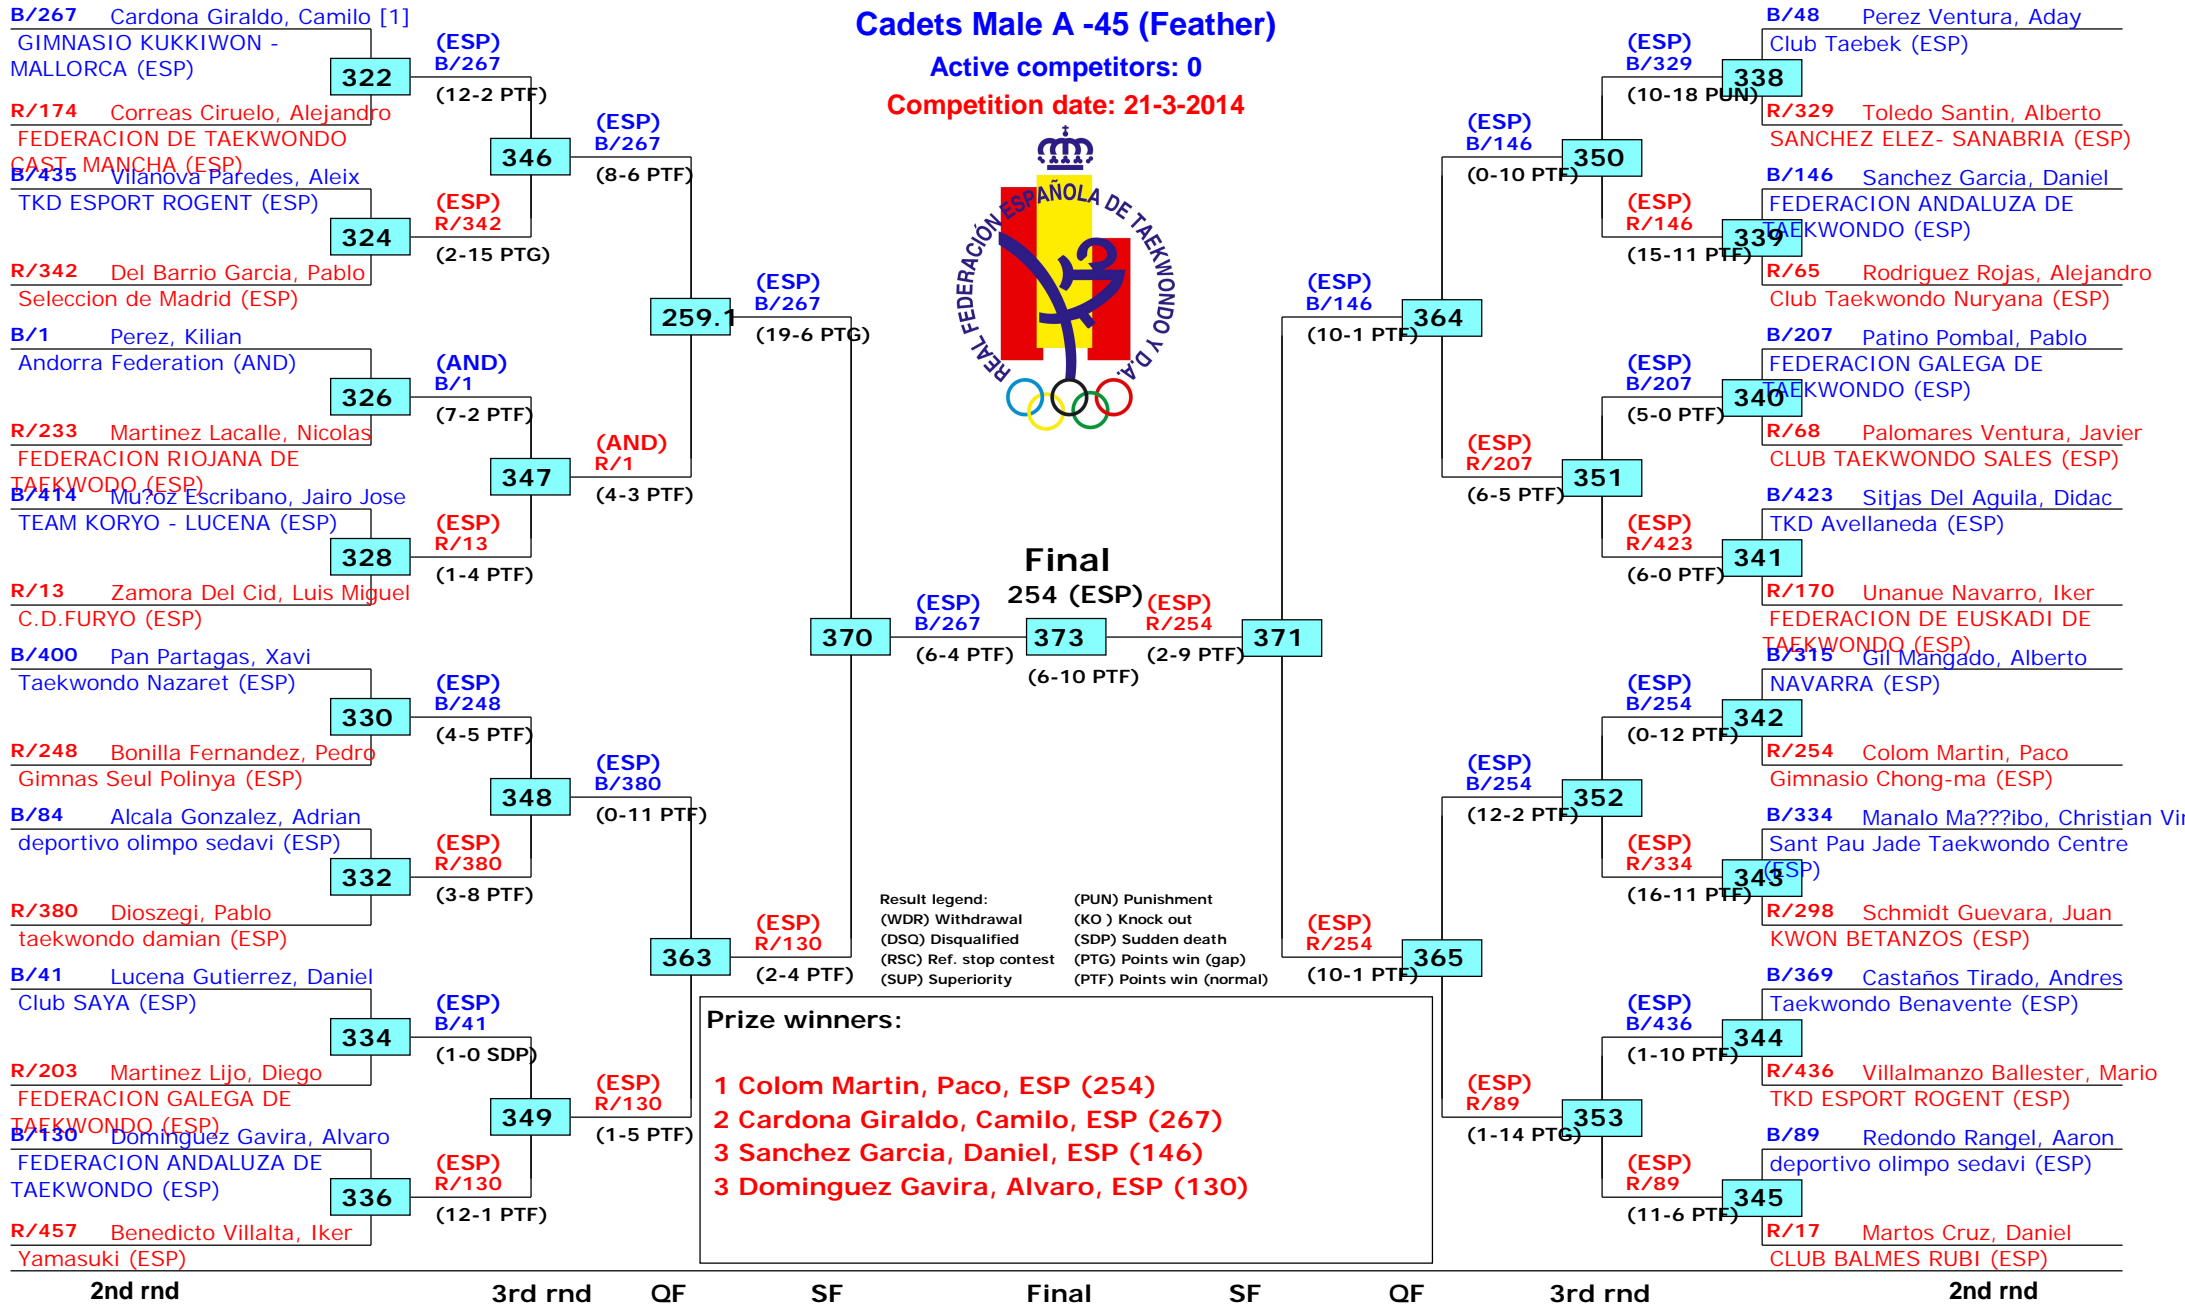 Cadets Male A -45 (Feather)
Active competitors: 0
Competition date: 21-3-2014
REAL FEDERACIÓN ESPAÑOLA DE TAEKWONDO Y D.A.
B/267 Cardona Giraldo, Camilo [1]
GIMNASIO KUKKIWON -
MALLORCA (ESP)
322
R/174 Correas Ciruelo, Alejandro
FEDERACION DE TAEKWONDO
CAST- MANCHA (ESP)
B/435 Vilanova Paredes, Aleix
TKD ESPORT ROGENT (ESP)
324
R/342 Del Barrio Garcia, Pablo
Seleccion de Madrid (ESP)
B/1 Perez, Kilian
Andorra Federation (AND)
326
R/233 Martinez Lacalle, Nicolas
FEDERACION RIOJANA DE
TAEKWODO (ESP)
B/414 Mu?oz Escribano, Jairo Jose
TEAM KORYO - LUCENA (ESP)
328
R/13 Zamora Del Cid, Luis Miguel
C.D.FURYO (ESP)
B/400 Pan Partagas, Xavi
Taekwondo Nazaret (ESP)
330
R/248 Bonilla Fernandez, Pedro
Gimnas Seul Polinya (ESP)
B/84 Alcala Gonzalez, Adrian
deportivo olimpo sedavi (ESP)
332
R/380 Dioszegi, Pablo
taekwondo damian (ESP)
B/41 Lucena Gutierrez, Daniel
Club SAYA (ESP)
334
R/203 Martinez Lijo, Diego
FEDERACION GALEGA DE
TAEKWONDO (ESP)
B/130 Dominguez Gavira, Alvaro
FEDERACION ANDALUZA DE
TAEKWONDO (ESP)
336
R/457 Benedicto Villalta, Iker
Yamasuki (ESP)
(ESP)
B/267
(12-2 PTF)
346
(ESP)
R/342
(2-15 PTG)
(AND)
B/1
(7-2 PTF)
347
(ESP)
R/13
(1-4 PTF)
(ESP)
B/248
(4-5 PTF)
348
(ESP)
R/380
(3-8 PTF)
(ESP)
B/41
(1-0 SDP)
349
(ESP)
R/130
(12-1 PTF)
(ESP)
B/267
(8-6 PTF)
259.1
(AND)
R/1
(4-3 PTF)
(ESP)
B/380
(0-11 PTF)
363
(ESP)
R/130
(1-5 PTF)
(ESP)
B/267
(19-6 PTG)
370
(ESP)
R/130
(2-4 PTF)
(ESP)
B/267
(6-4 PTF)
Final
254 (ESP)
373
(6-10 PTF)
(ESP)
R/254
(2-9 PTF)
371
(ESP)
B/146
(10-1 PTF)
364
(ESP)
R/254
(10-1 PTF)
365
(ESP)
B/146
(0-10 PTF)
350
(ESP)
R/207
(6-5 PTF)
351
(ESP)
B/254
(12-2 PTF)
352
(ESP)
R/89
(1-14 PTG)
353
(ESP)
B/329
(10-18 PUN)
(ESP)
R/146
(15-11 PTF)
(ESP)
B/207
(5-0 PTF)
(ESP)
R/423
(6-0 PTF)
(ESP)
B/254
(0-12 PTF)
(ESP)
R/334
(16-11 PTF)
(ESP)
B/436
(1-10 PTF)
(ESP)
R/89
(11-6 PTF)
B/48 Perez Ventura, Aday
Club Taebek (ESP)
338
R/329 Toledo Santin, Alberto
SANCHEZ ELEZ- SANABRIA (ESP)
B/146 Sanchez Garcia, Daniel
FEDERACION ANDALUZA DE
TAEKWONDO (ESP)
339
R/65 Rodriguez Rojas, Alejandro
Club Taekwondo Nuryana (ESP)
B/207 Patino Pombal, Pablo
FEDERACION GALEGA DE
TAEKWONDO (ESP)
340
R/68 Palomares Ventura, Javier
CLUB TAEKWONDO SALES (ESP)
B/423 Sitjas Del Aguila, Didac
TKD Avellaneda (ESP)
341
R/170 Unanue Navarro, Iker
FEDERACION DE EUSKADI DE
TAEKWONDO (ESP)
B/315 Gil Mangado, Alberto
NAVARRA (ESP)
342
R/254 Colom Martin, Paco
Gimnasio Chong-ma (ESP)
B/334 Manalo Ma???ibo, Christian Vi
Sant Pau Jade Taekwondo Centre
(ESP)
343
R/298 Schmidt Guevara, Juan
KWON BETANZOS (ESP)
B/369 Castaños Tirado, Andres
Taekwondo Benavente (ESP)
344
R/436 Villalmanzo Ballester, Mario
TKD ESPORT ROGENT (ESP)
B/89 Redondo Rangel, Aaron
deportivo olimpo sedavi (ESP)
345
R/17 Martos Cruz, Daniel
CLUB BALMES RUBI (ESP)
Result legend:
(WDR) Withdrawal
(DSQ) Disqualified
(RSC) Ref. stop contest
(SUP) Superiority
(PUN) Punishment
(KO ) Knock out
(SDP) Sudden death
(PTG) Points win (gap)
(PTF) Points win (normal)
Prize winners:
1 Colom Martin, Paco, ESP (254)
2 Cardona Giraldo, Camilo, ESP (267)
3 Sanchez Garcia, Daniel, ESP (146)
3 Dominguez Gavira, Alvaro, ESP (130)
2nd rnd 3rd rnd QF SF Final SF QF 3rd rnd 2nd rnd